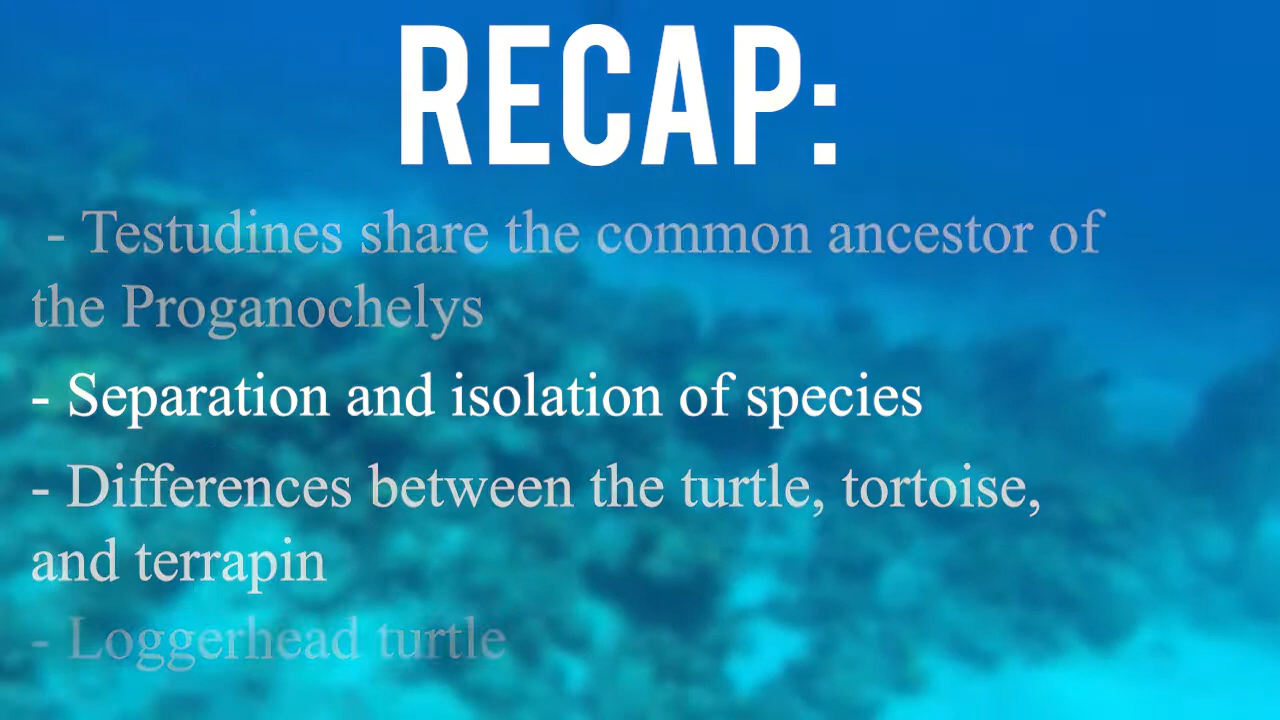 RECAP:
- Testudines share the common ancestor of
the Proganochelys
- Separation and isolation of species
- Differences between the turtle, tortoise,
and terrapin
- Loggerhead turtle